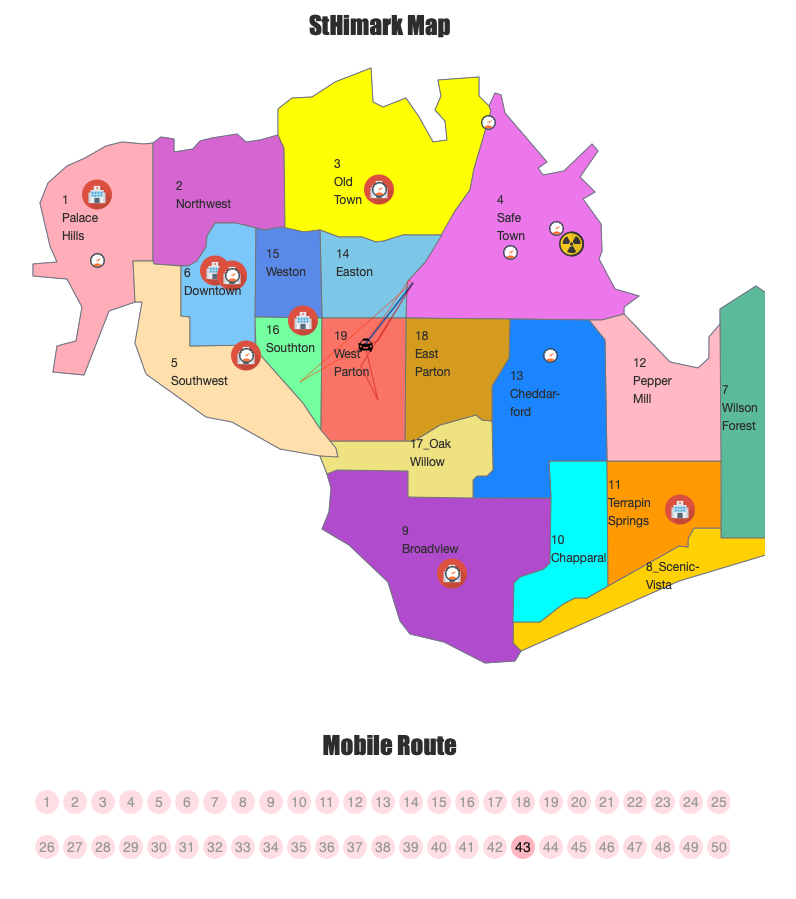 StHimark Map
1
Palace
Hills
2
Northwest
3
Old
Town
4
Safe
Town
5
Southwest
6
Downtown
7
Wilson
Forest
8_Scenic-
Vista
9
Broadview
10
Chapparal
11
Terrapin
Springs
12
Pepper
Mill
13
Cheddar-
ford
14
Easton
15
Weston
16
Southton
17_Oak
Willow
18
East
Parton
19
West
Parton
Mobile Route
1 2 3 4 5 6 7 8 9 10 11 12 13 14 15 16 17 18 19 20 21 22 23 24 25
26 27 28 29 30 31 32 33 34 35 36 37 38 39 40 41 42 43 44 45 46 47 48 49 50